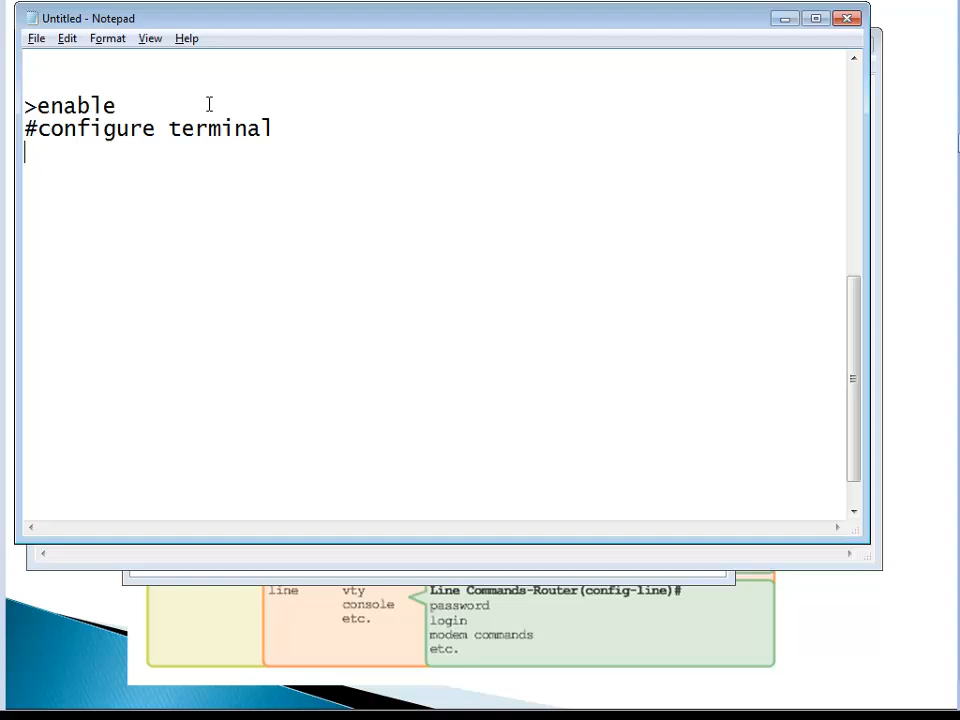 Untitled - Notepad
File Edit Format View Help
>enable
#configure terminal
line vty Line Commands-Router(config-line)#
console password
etc. login
modem commands
etc.